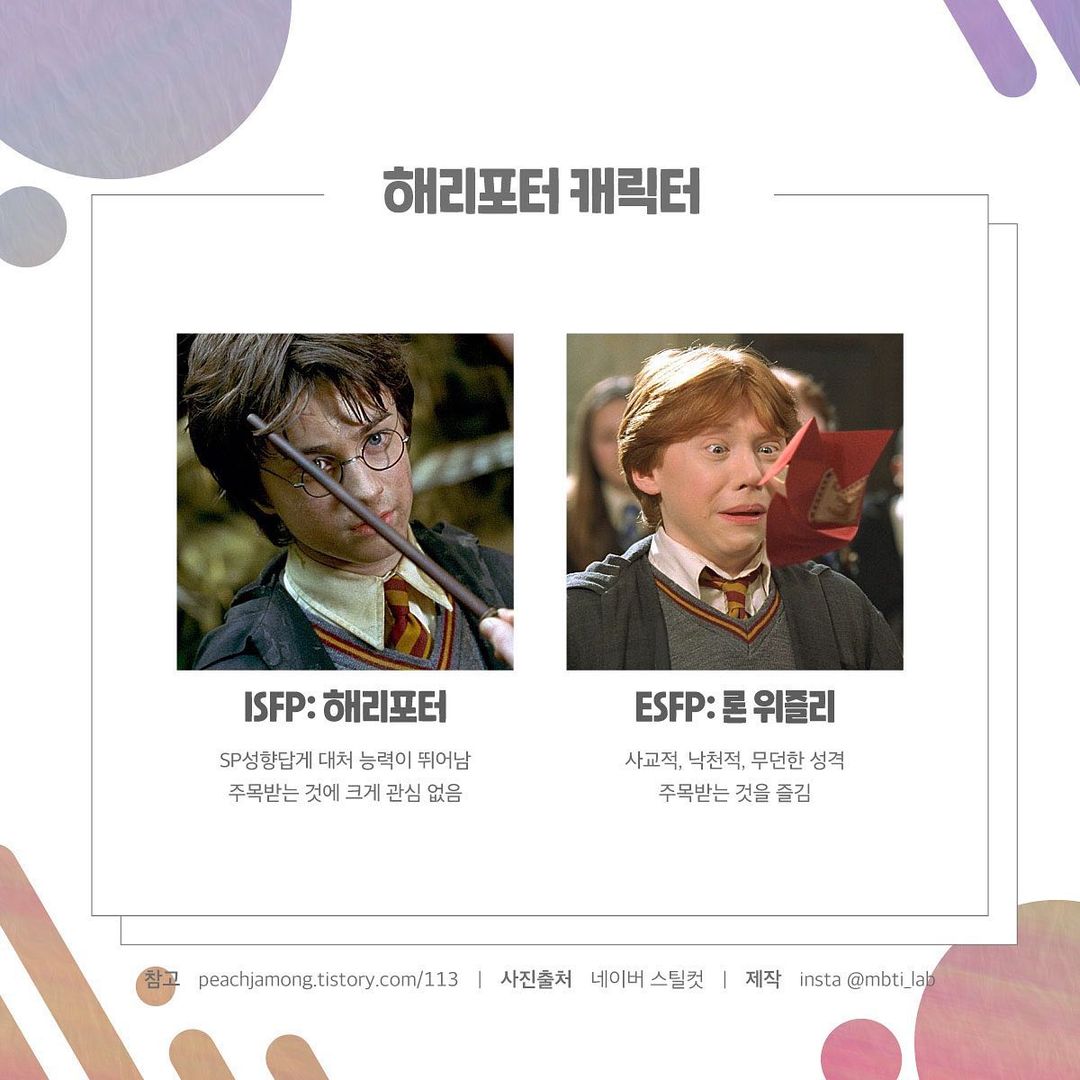 해리포터 캐릭터
ISFP: 해리포터
SP성향답게 대처 능력이 뛰어남
주목받는 것에 크게 관심 없음
ESFP: 론 위즐리
사교적, 낙천적, 무던한 성격
주목받는 것을 즐김
참고 peachjamong.tistory.com/113 | 사진출처 네이버 스틸컷 | 제작 insta @mbti_lab